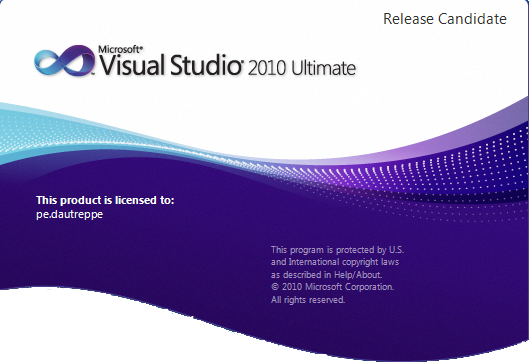 Release Candidate
Microsoft®
Visual Studio® 2010 Ultimate
This product is licensed to:
pe.dautreppe
This program is protected by U.S.
and International copyright laws
as described in Help/About.
© 2010 Microsoft Corporation.
All rights reserved.